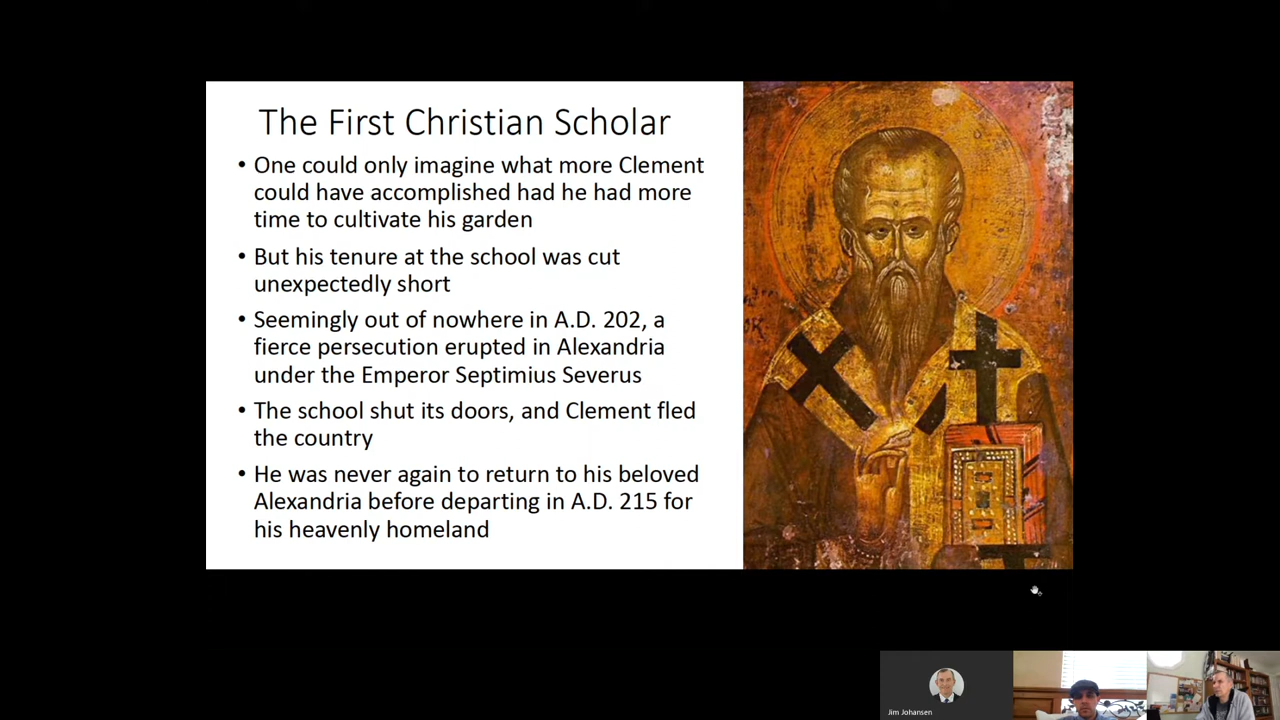 The First Christian Scholar
• One could only imagine what more Clement
could have accomplished had he had more
time to cultivate his garden
• But his tenure at the school was cut
unexpectedly short
• Seemingly out of nowhere in A.D. 202, a
fierce persecution erupted in Alexandria
under the Emperor Septimius Severus
• The school shut its doors, and Clement fled
the country
• He was never again to return to his beloved
Alexandria before departing in A.D. 215 for
his heavenly homeland
Jim Johansen